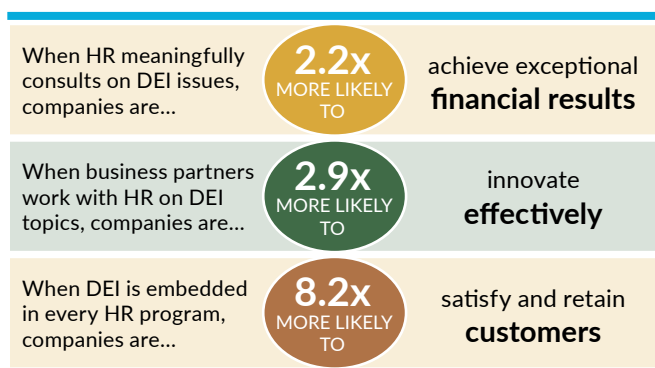 When HR meaningfully
consults on DEI issues,
companies are...
2.2x
MORE LIKELY
TO
achieve exceptional
financial results
When business partners
work with HR on DEI
topics, companies are...
2.9x
MORE LIKELY
TO
innovate
effectively
When DEI is embedded
in every HR program,
companies are...
8.2x
MORE LIKELY
TO
satisfy and retain
customers